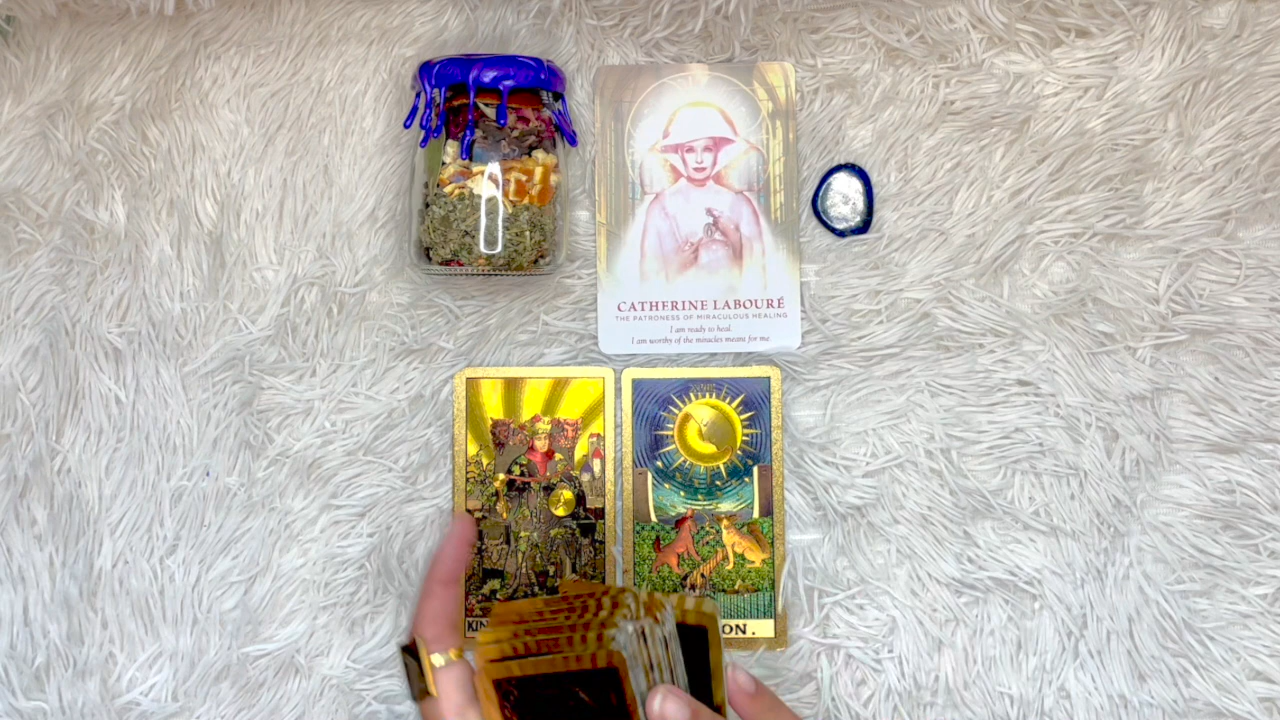 CATHERINE LABOURÉ
THE PATRONESS OF MIRACULOUS HEALING
I am ready to heal.
I am worthy of the miracles meant for me.
XVIII
KIN
ON.